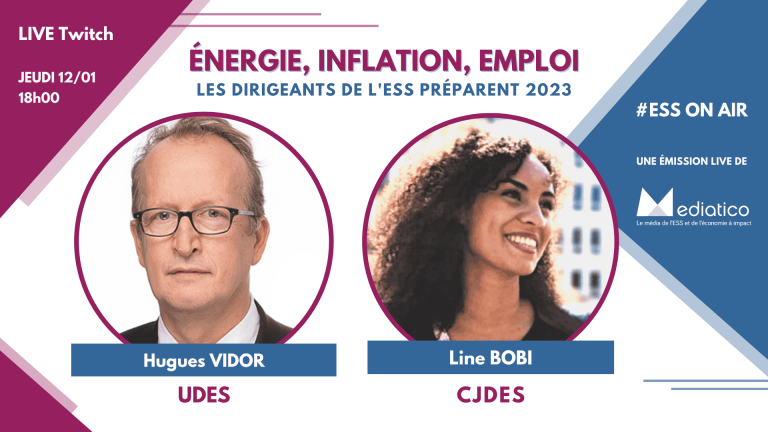 LIVE Twitch
JEUDI 12/01
18h00
ÉNERGIE, INFLATION, EMPLOI
LES DIRIGEANTS DE L'ESS PRÉPARENT 2023
#ESS ON AIR
UNE ÉMISSION LIVE DE
Mediatico
Le média de l'ESS et de l'économie à impact
Hugues VIDOR
UDES
Line BOBI
CJDES